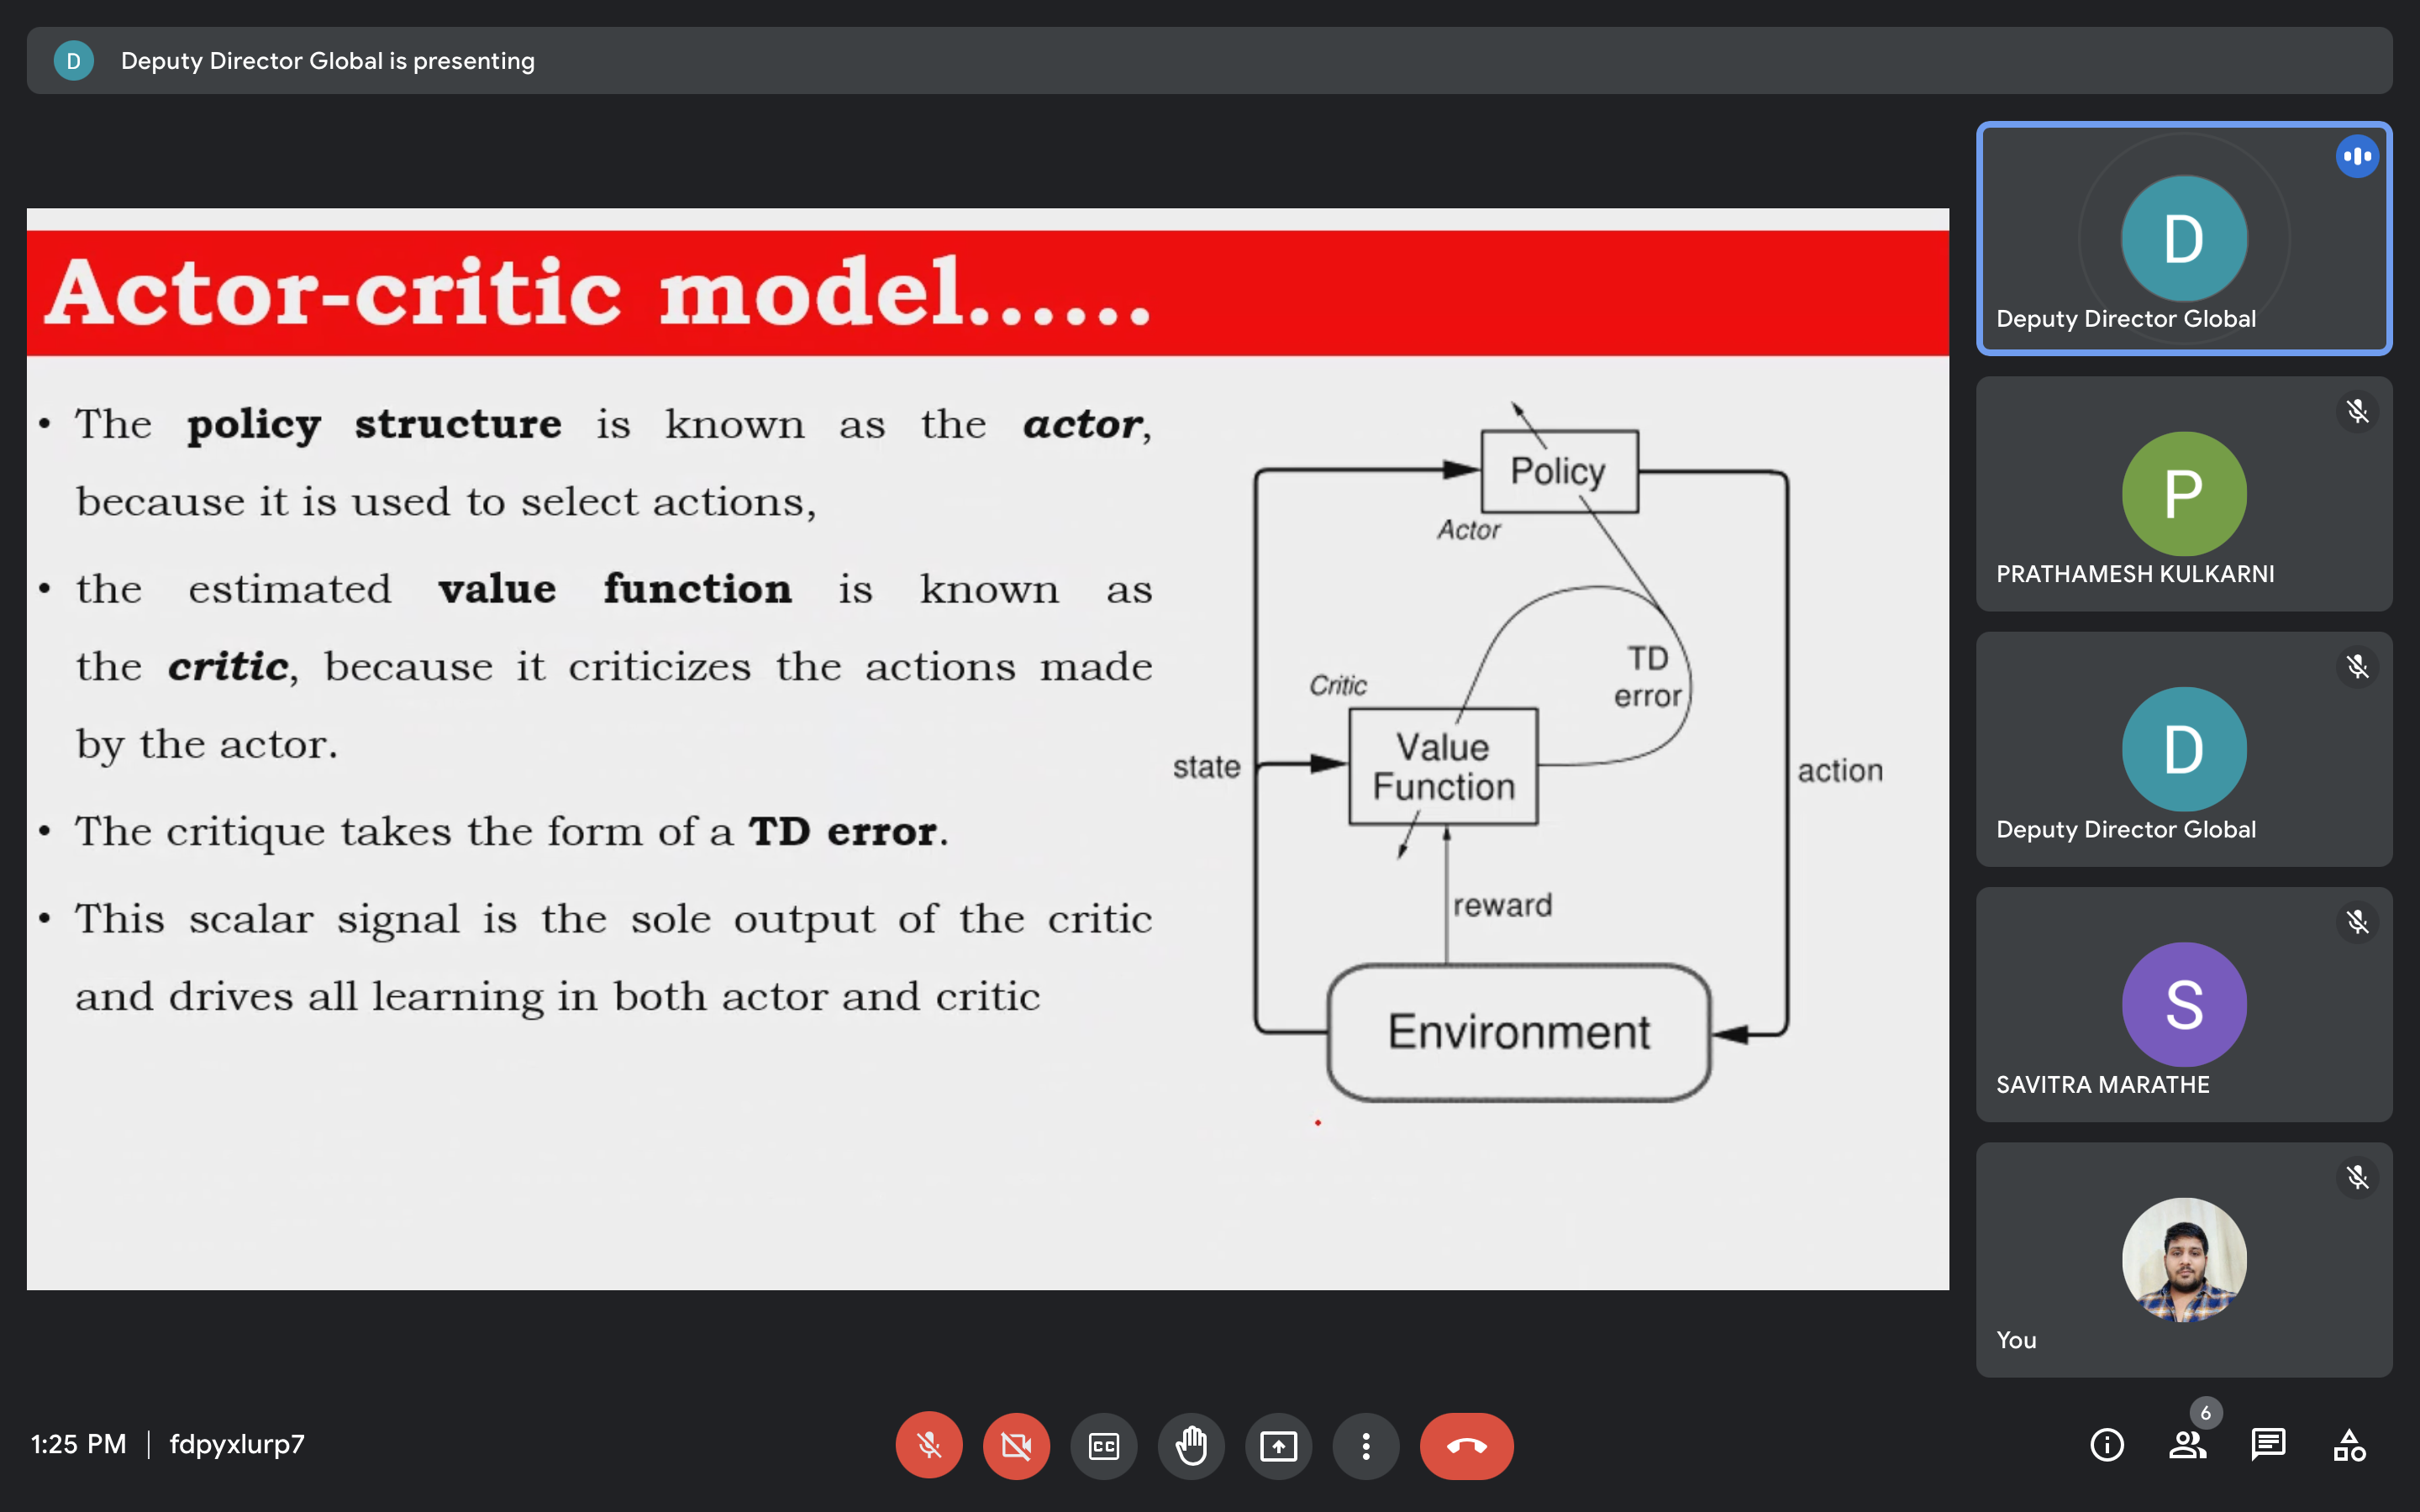 D
Deputy Director Global is presenting
Actor-critic model......
• The policy structure is known as the actor,
because it is used to select actions,
• the estimated value function is known as
the critic, because it criticizes the actions made
by the actor.
• The critique takes the form of a TD error.
• This scalar signal is the sole output of the critic
and drives all learning in both actor and critic
Policy
Actor
TD
error
Critic
Value
Function
state
action
reward
Environment
D
Deputy Director Global
P
PRATHAMESH KULKARNI
D
Deputy Director Global
S
SAVITRA MARATHE
You
1:25 PM | fdpyxlurp7
CC
6